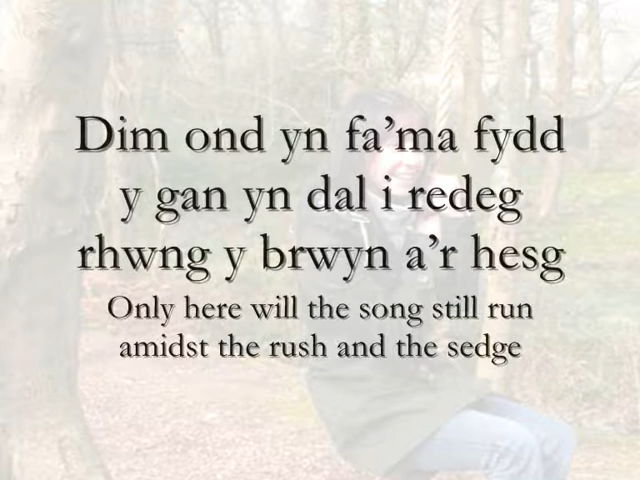 Dim ond yn fa’ma fydd
y gan yn dal i redeg
rhwng y brwyn a’r hesg
Only here will the song still run
amidst the rush and the sedge